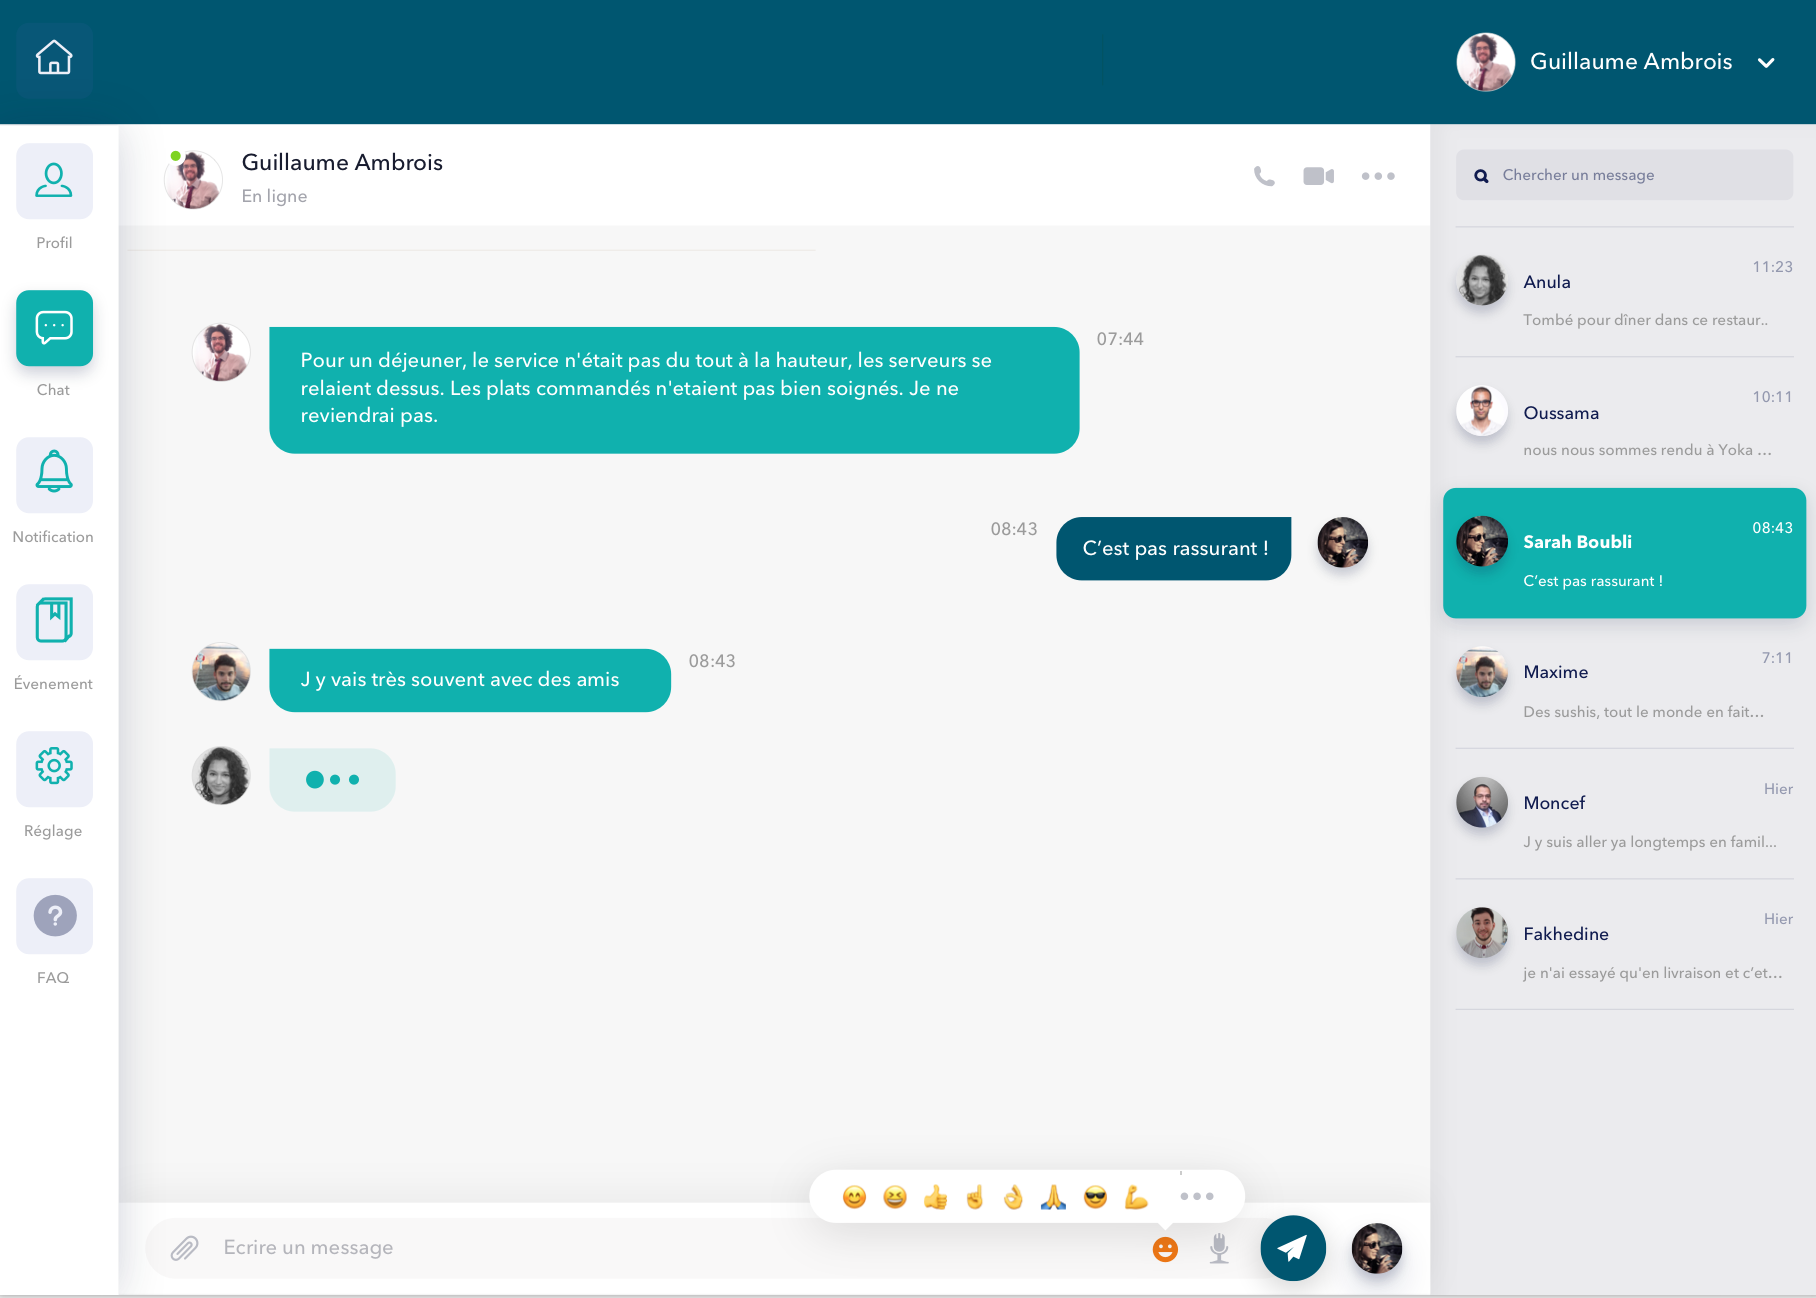 Guillaume Ambrois
Profil
Chat
Notification
Évenement
Réglage
FAQ
Guillaume Ambrois
En ligne
Pour un déjeuner, le service n'était pas du tout à la hauteur, les serveurs se
relaient dessus. Les plats commandés n'etaient pas bien soignés. Je ne
reviendrai pas.
07:44
08:43
C’est pas rassurant !
J y vais très souvent avec des amis
08:43
Ecrire un message
Chercher un message
Anula
11:23
Tombé pour dîner dans ce restaur..
Oussama
10:11
nous nous sommes rendu à Yoka ...
Sarah Boubli
08:43
C’est pas rassurant !
Maxime
7:11
Des sushis, tout le monde en fait...
Moncef
Hier
J y suis aller ya longtemps en famil...
Fakhedine
Hier
je n'ai essayé qu'en livraison et c’et...